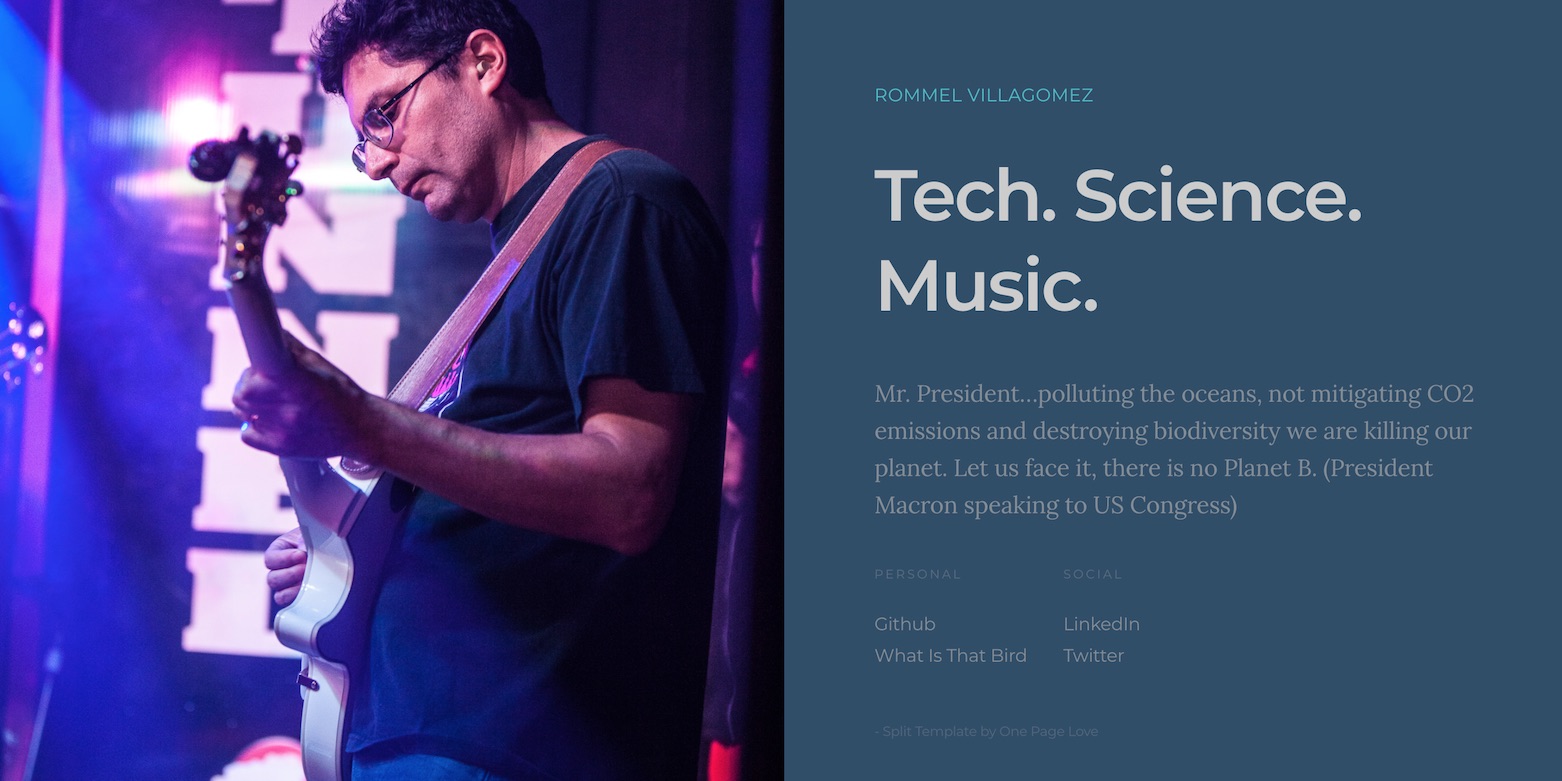 ROMMEL VILLAGOMEZ
Tech. Science.
Music.
Mr. President...polluting the oceans, not mitigating CO2
emissions and destroying biodiversity we are killing our
planet. Let us face it, there is no Planet B. (President
Macron speaking to US Congress)
PERSONAL
Github
What Is That Bird
SOCIAL
LinkedIn
Twitter
- Split Template by One Page Love